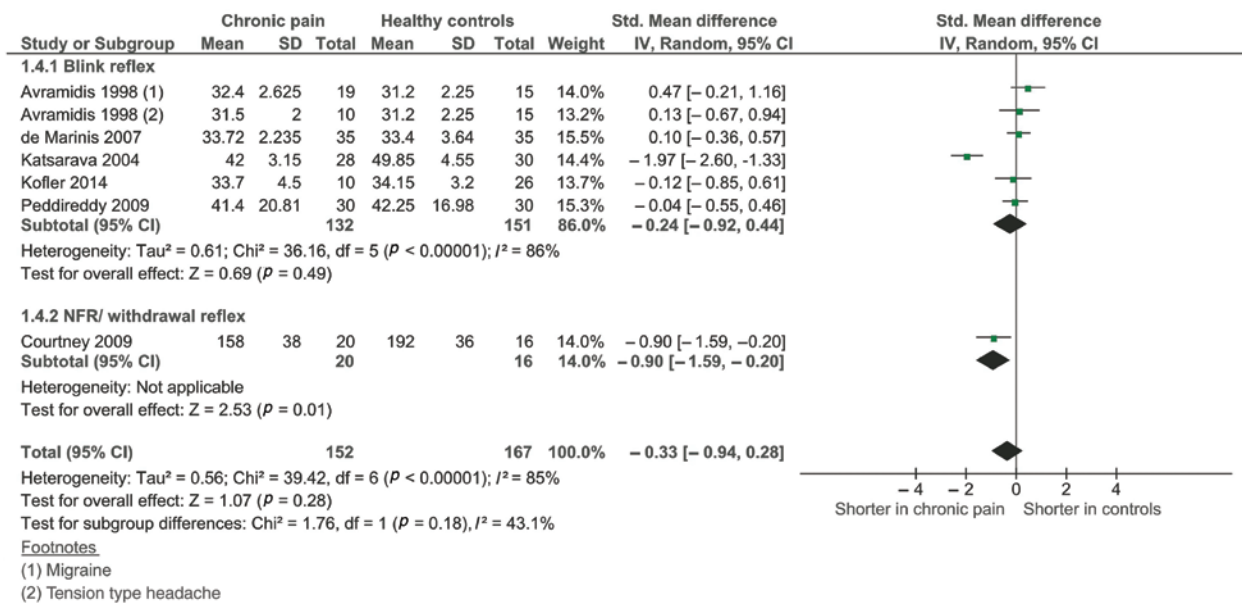 Chronic pain Healthy controls Std. Mean difference Std. Mean difference
Study or Subgroup Mean SD Total Mean SD Total Weight IV, Random, 95% CI IV, Random, 95% CI
1.4.1 Blink reflex
Avramidis 1998 (1) 32.4 2.625 19 31.2 2.25 15 14.0% 0.47 [– 0.21, 1.16]
Avramidis 1998 (2) 31.5 2 10 31.2 2.25 15 13.2% 0.13 [– 0.67, 0.94]
de Marinis 2007 33.72 2.235 35 33.4 3.64 35 15.5% 0.10 [– 0.36, 0.57]
Katsarava 2004 42 3.15 28 49.85 4.55 30 14.4% – 1.97 [– 2.60, -1.33]
Kofler 2014 33.7 4.5 10 34.15 3.2 26 13.7% – 0.12 [– 0.85, 0.61]
Peddireddy 2009 41.4 20.81 30 42.25 16.98 30 15.3% – 0.04 [– 0.55, 0.46]
Subtotal (95% CI) 132 151 86.0% – 0.24 [– 0.92, 0.44]
Heterogeneity: Tau² = 0.61; Chi² = 36.16, df = 5 (P < 0.00001); I² = 86%
Test for overall effect: Z = 0.69 (P = 0.49)
1.4.2 NFR/ withdrawal reflex
Courtney 2009 158 38 20 192 36 16 14.0% – 0.90 [– 1.59, –0.20]
Subtotal (95% CI) 20 16 14.0% – 0.90 [– 1.59, – 0.20]
Heterogeneity: Not applicable
Test for overall effect: Z = 2.53 (P = 0.01)
Total (95% CI) 152 167 100.0% – 0.33 [– 0.94, 0.28]
Heterogeneity: Tau² = 0.56; Chi² = 39.42, df = 6 (P < 0.00001); I² = 85%
Test for overall effect: Z = 1.07 (P = 0.28)
Test for subgroup differences: Chi² = 1.76, df = 1 (P = 0.18), I² = 43.1%
– 4 – 2 0 2 4
Shorter in chronic pain Shorter in controls
Footnotes
(1) Migraine
(2) Tension type headache